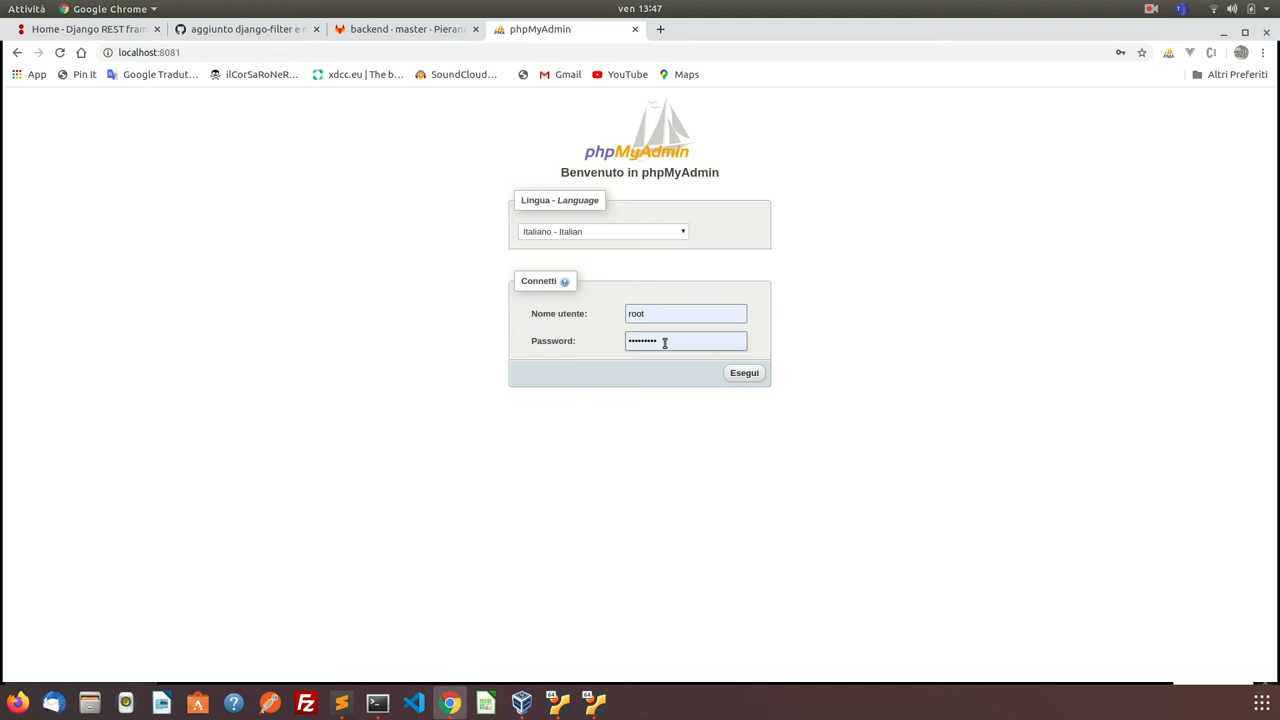 Attività Google Chrome ven 13:47
Home - Django REST fram aggiunto django-filter e backend · master · Pieran phpMyAdmin
localhost:8081
App Pin It Google Tradut... ilCorSaRoNeR... xdcc.eu | The b... SoundCloud... Gmail YouTube Maps Altri Preferiti
phpMyAdmin
Benvenuto in phpMyAdmin
Lingua - Language
Italiano - Italian
Connetti
Nome utente: root
Password: •••••••••
Esegui
64 64